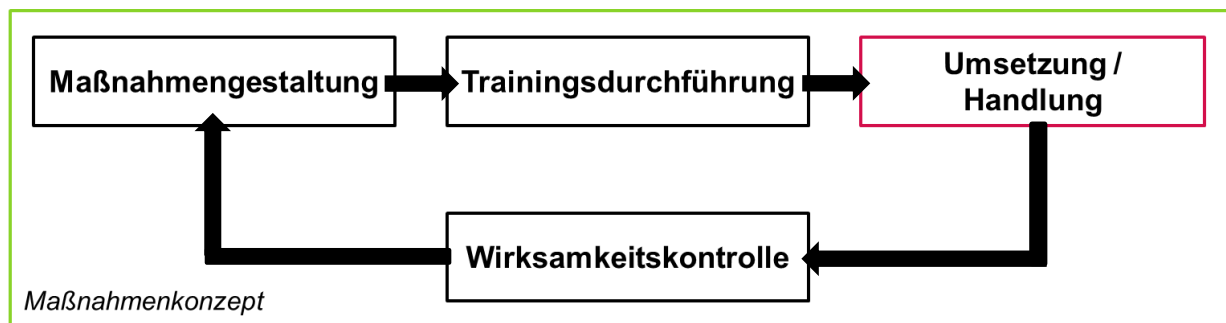 Maßnahmengestaltung
Trainingsdurchführung
Umsetzung /
Handlung
Wirksamkeitskontrolle
Maßnahmenkonzept